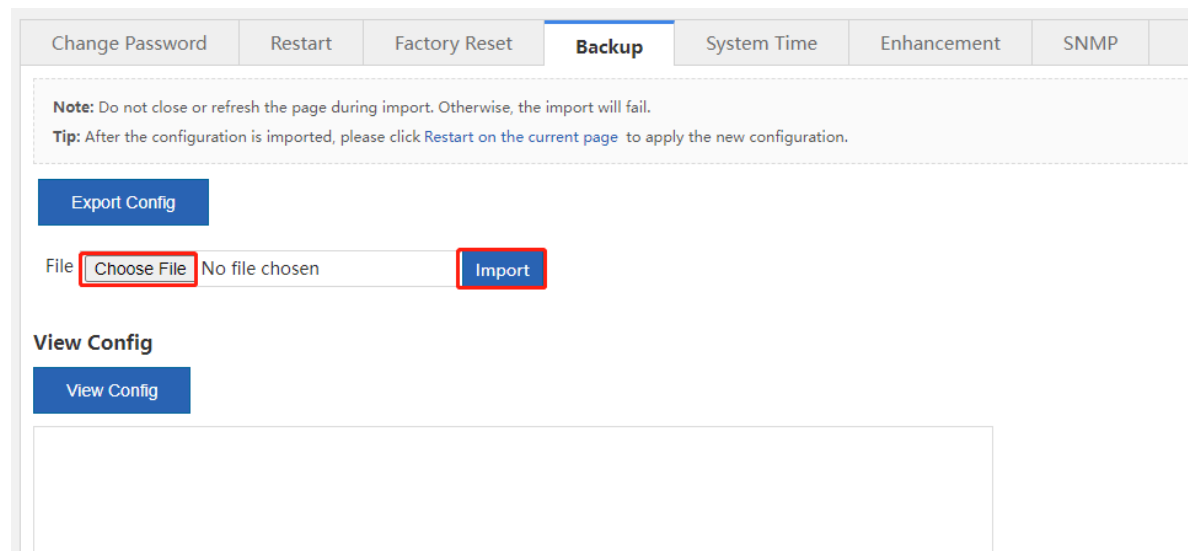 Change Password Restart Factory Reset Backup System Time Enhancement SNMP
Note: Do not close or refresh the page during import. Otherwise, the import will fail.
Tip: After the configuration is imported, please click Restart on the current page to apply the new configuration.
Export Config
File Choose File No file chosen Import
View Config
View Config